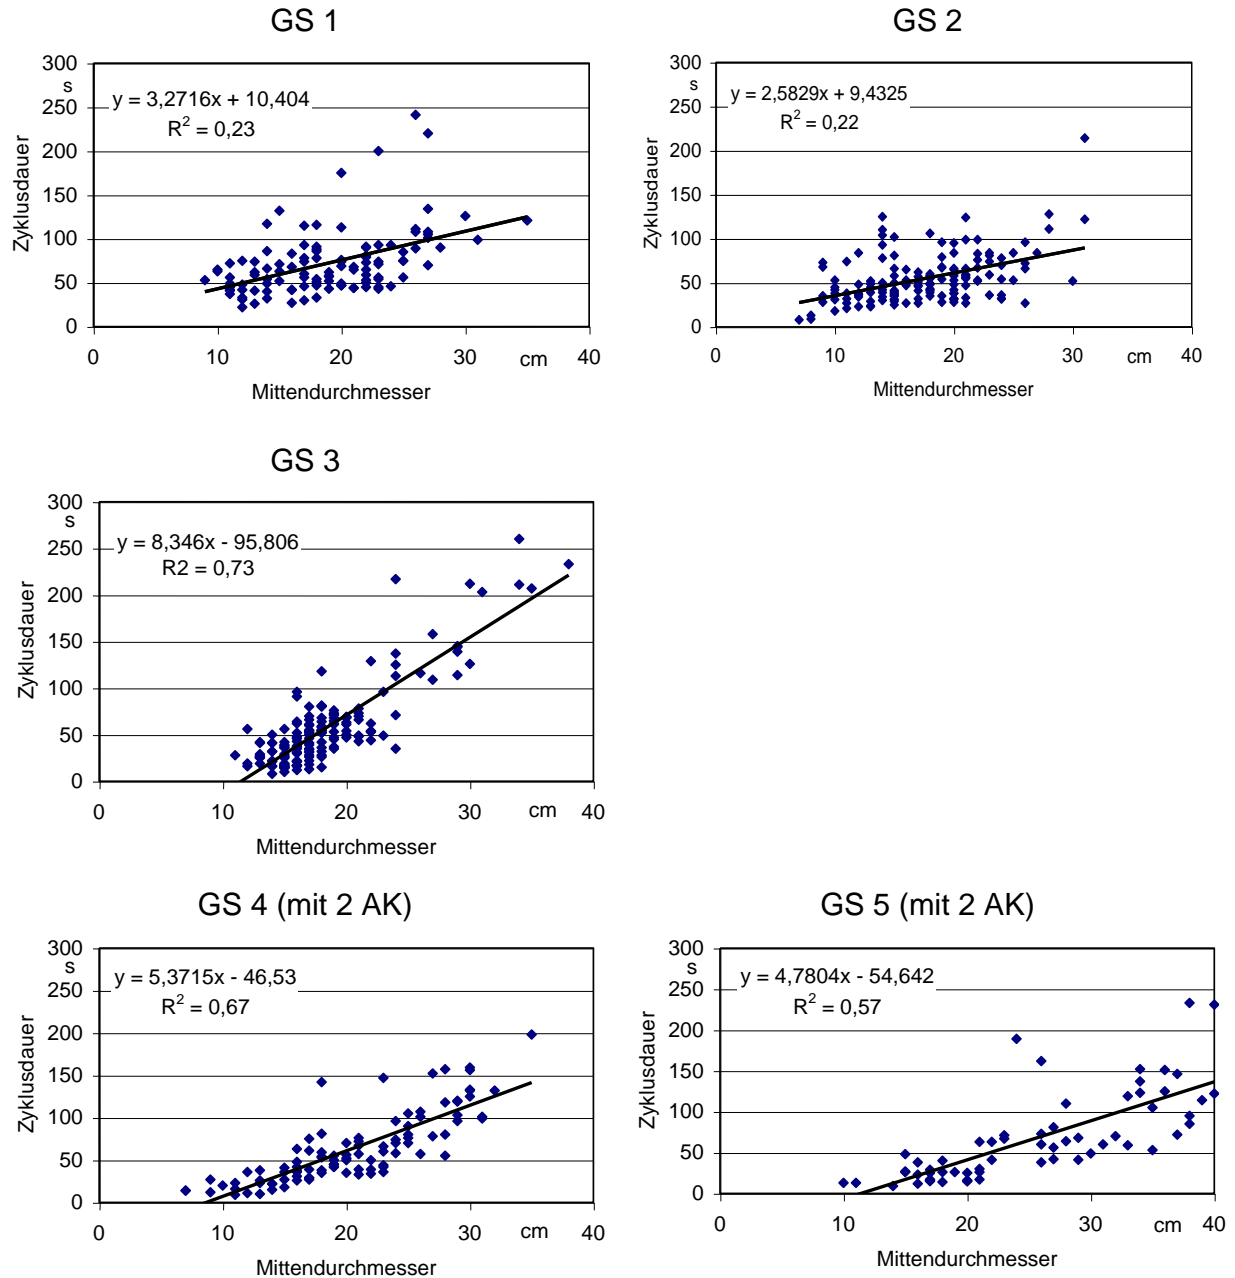 GS 1
300
s
250
200
150
100
50
0
y = 3,2716x + 10,404
R² = 0,23
Zyklusdauer
0 10 20 30 cm 40
Mittendurchmesser
GS 2
300
s
250
200
150
100
50
0
y = 2,5829x + 9,4325
R² = 0,22
Zyklusdauer
0 10 20 30 cm 40
Mittendurchmesser
GS 3
300
s
250
200
150
100
50
0
y = 8,346x - 95,806
R2 = 0,73
Zyklusdauer
0 10 20 30 cm 40
Mittendurchmesser
GS 4 (mit 2 AK)
300
s
250
200
150
100
50
0
y = 5,3715x - 46,53
R² = 0,67
Zyklusdauer
0 10 20 30 cm 40
Mittendurchmesser
GS 5 (mit 2 AK)
300
s
250
200
150
100
50
0
y = 4,7804x - 54,642
R² = 0,57
Zyklusdauer
0 10 20 30 cm 40
Mittendurchmesser